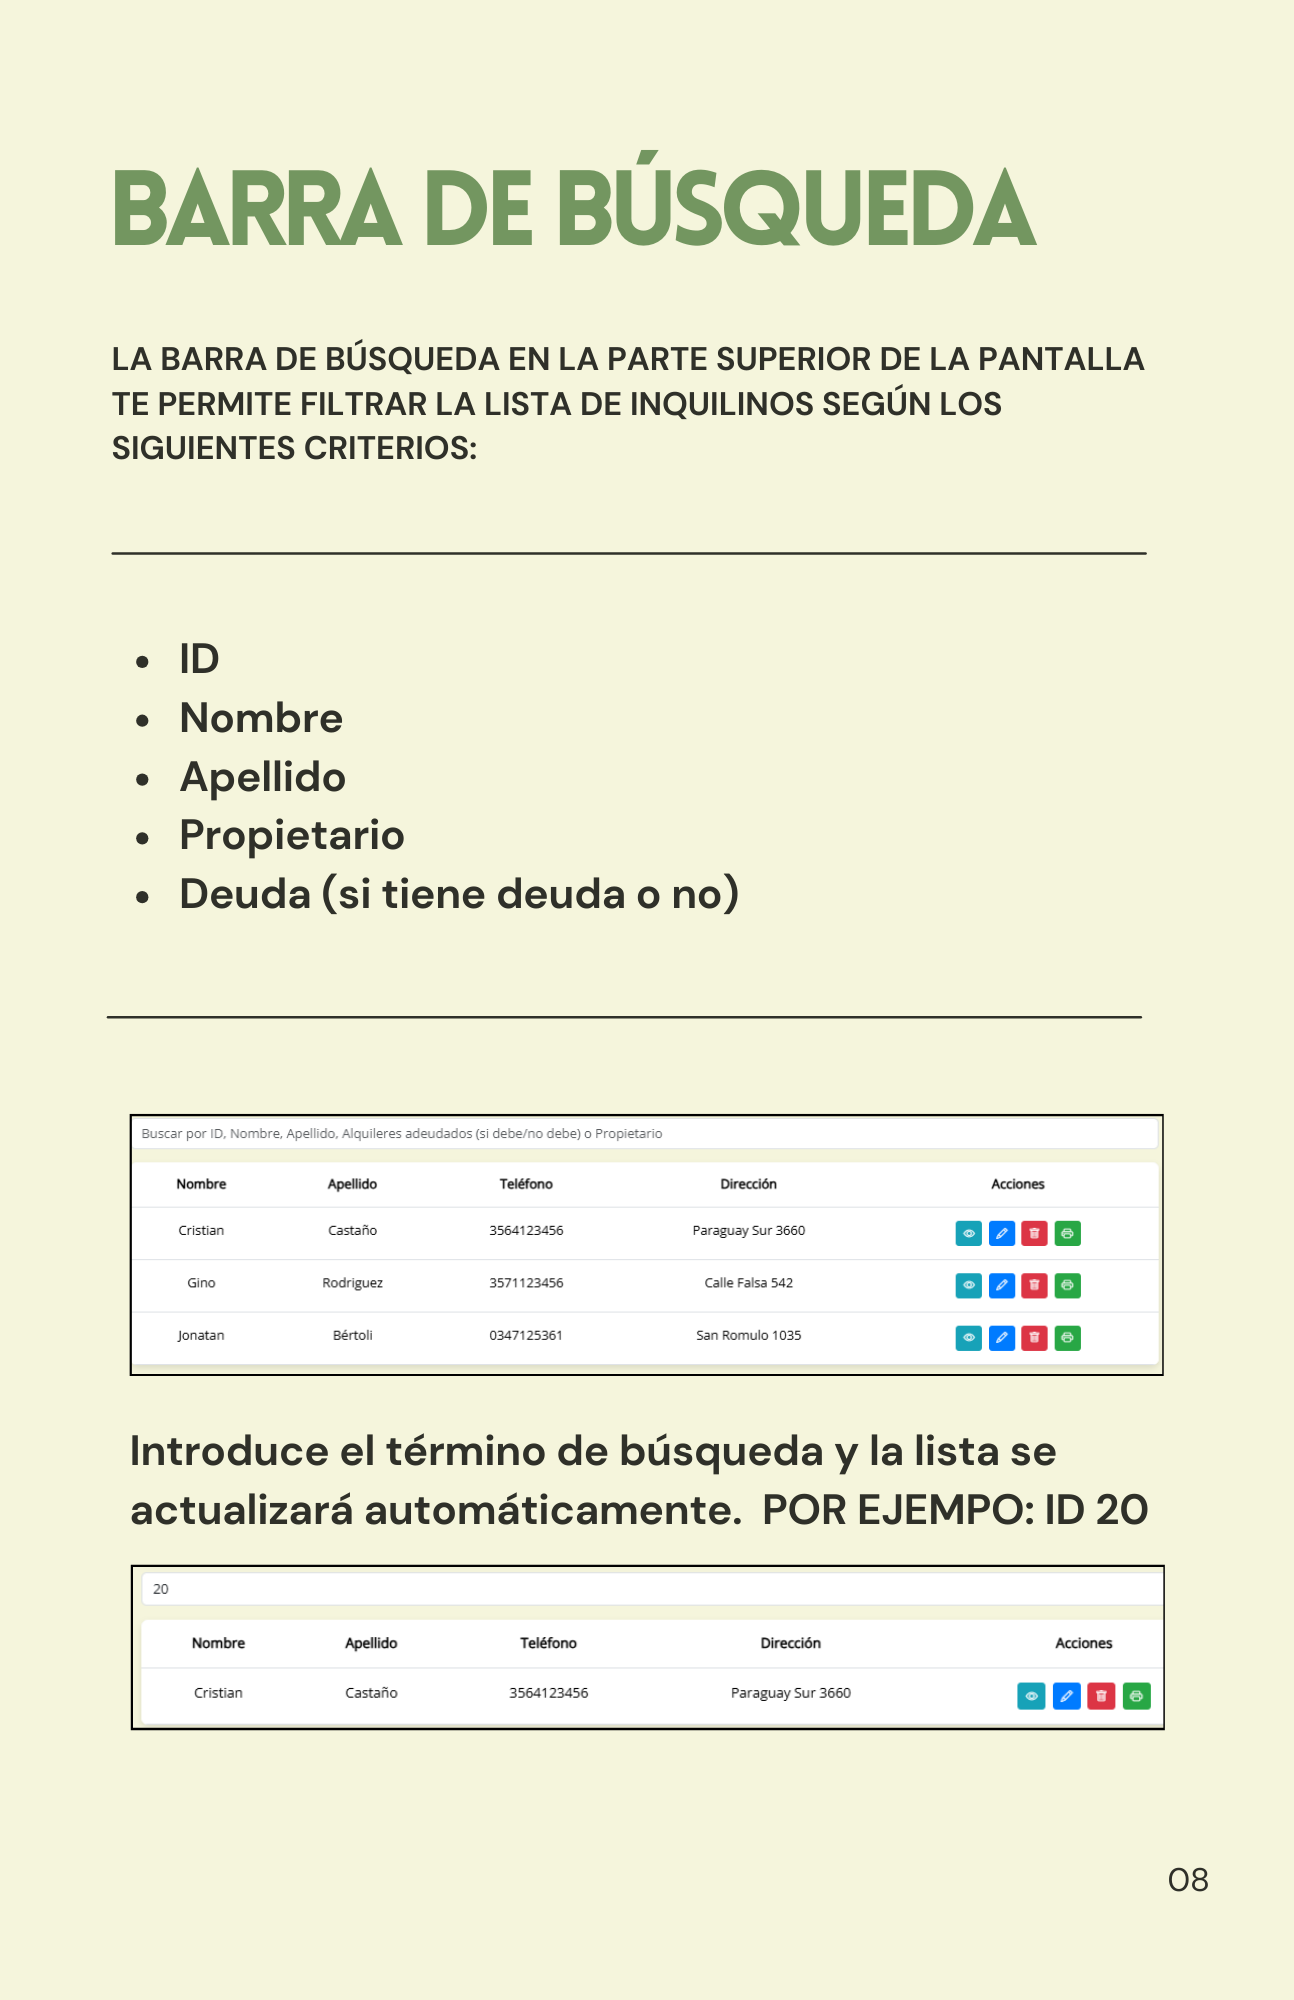 BARRA DE BÚSQUEDA
LA BARRA DE BÚSQUEDA EN LA PARTE SUPERIOR DE LA PANTALLA
TE PERMITE FILTRAR LA LISTA DE INQUILINOS SEGÚN LOS
SIGUIENTES CRITERIOS:
• ID
• Nombre
• Apellido
• Propietario
• Deuda (si tiene deuda o no)
Buscar por ID, Nombre, Apellido, Alquileres adeudados (si debe/no debe) o Propietario
Nombre Apellido Teléfono Dirección Acciones
Cristian Castaño 3564123456 Paraguay Sur 3660
Gino Rodriguez 3571123456 Calle Falsa 542
Jonatan Bértoli 0347125361 San Romulo 1035
Introduce el término de búsqueda y la lista se
actualizará automáticamente. POR EJEMPO: ID 20
20
Nombre Apellido Teléfono Dirección Acciones
Cristian Castaño 3564123456 Paraguay Sur 3660
08